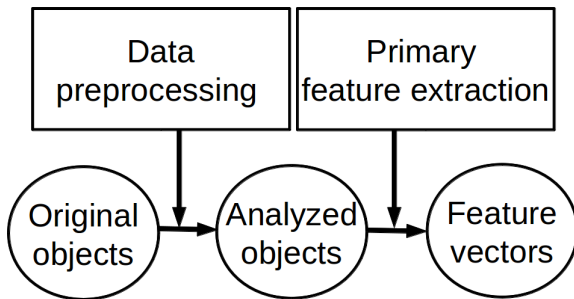 Data
preprocessing
Primary
feature extraction
Original
objects
Analyzed
objects
Feature
vectors